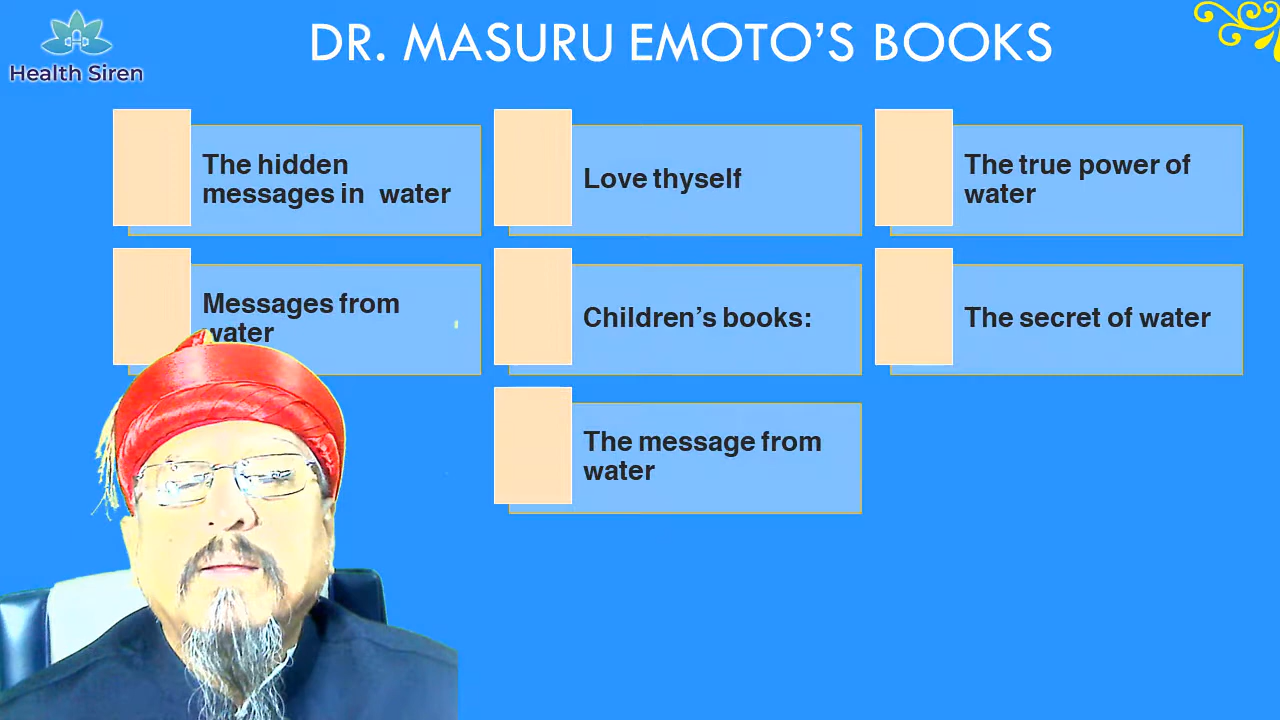 Health Siren
DR. MASURU EMOTO’S BOOKS
The hidden
messages in water
Love thyself
The true power of
water
Messages from
water
Children’s books:
The secret of water
The message from
water